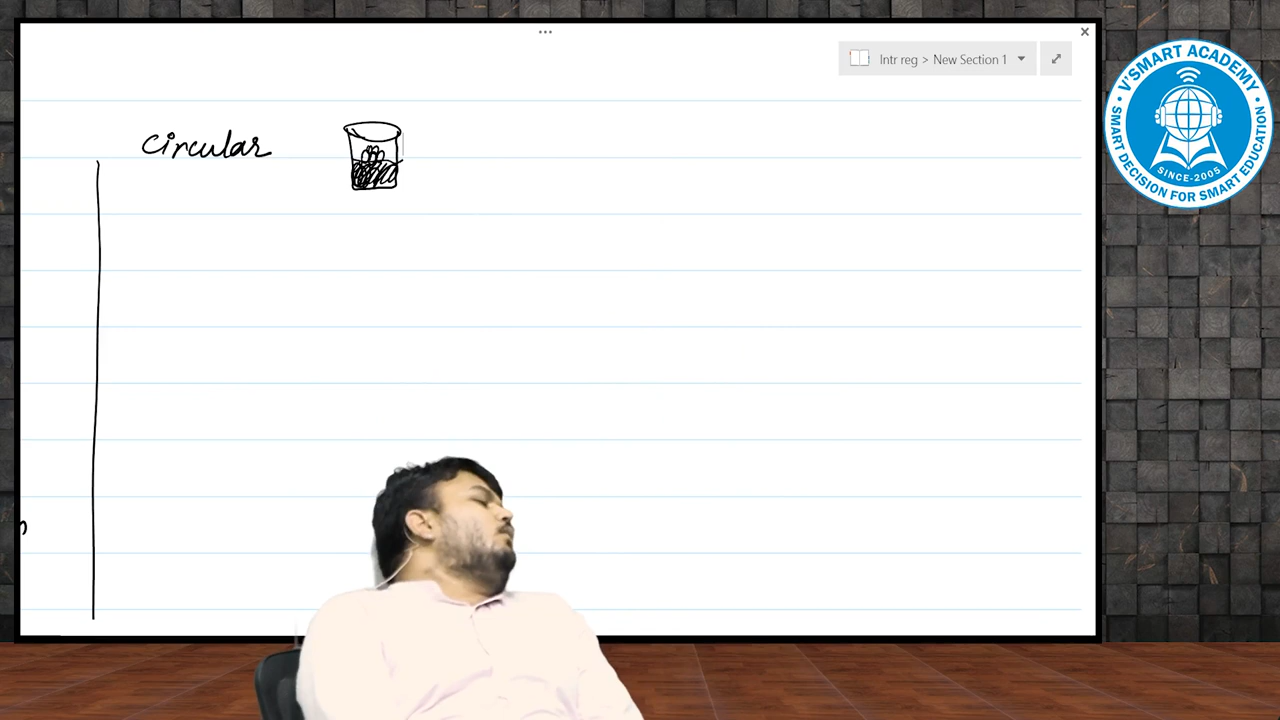 Intr reg > New Section 1
circular
V'SMART ACADEMY
SINCE-2005
SMART DECISION FOR SMART EDUCATION